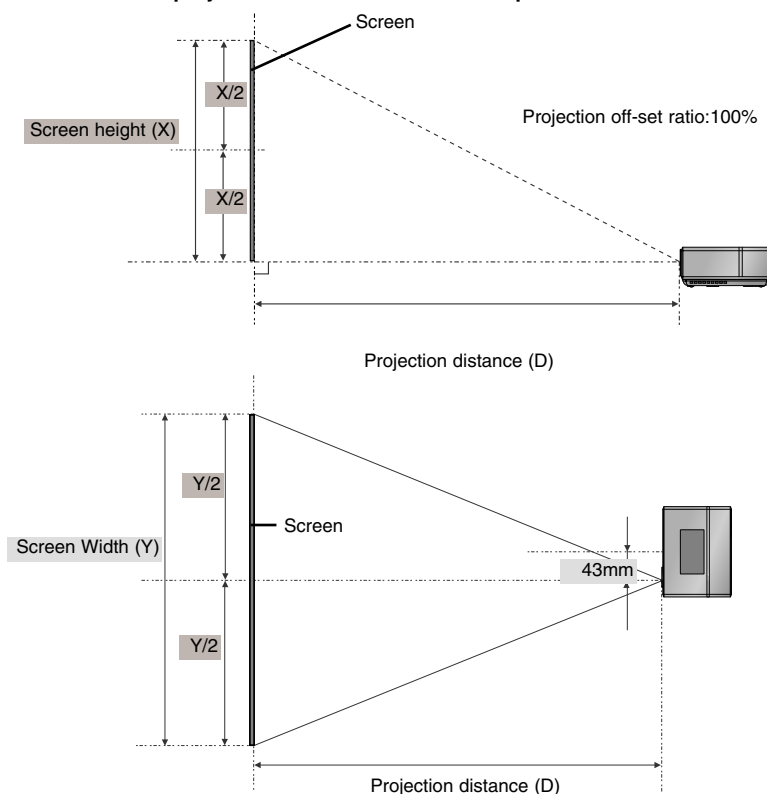 Screen
X/2
Screen height (X)
Projection off-set ratio:100%
X/2
Projection distance (D)
Y/2
Screen
Screen Width (Y)
43mm
Y/2
Projection distance (D)